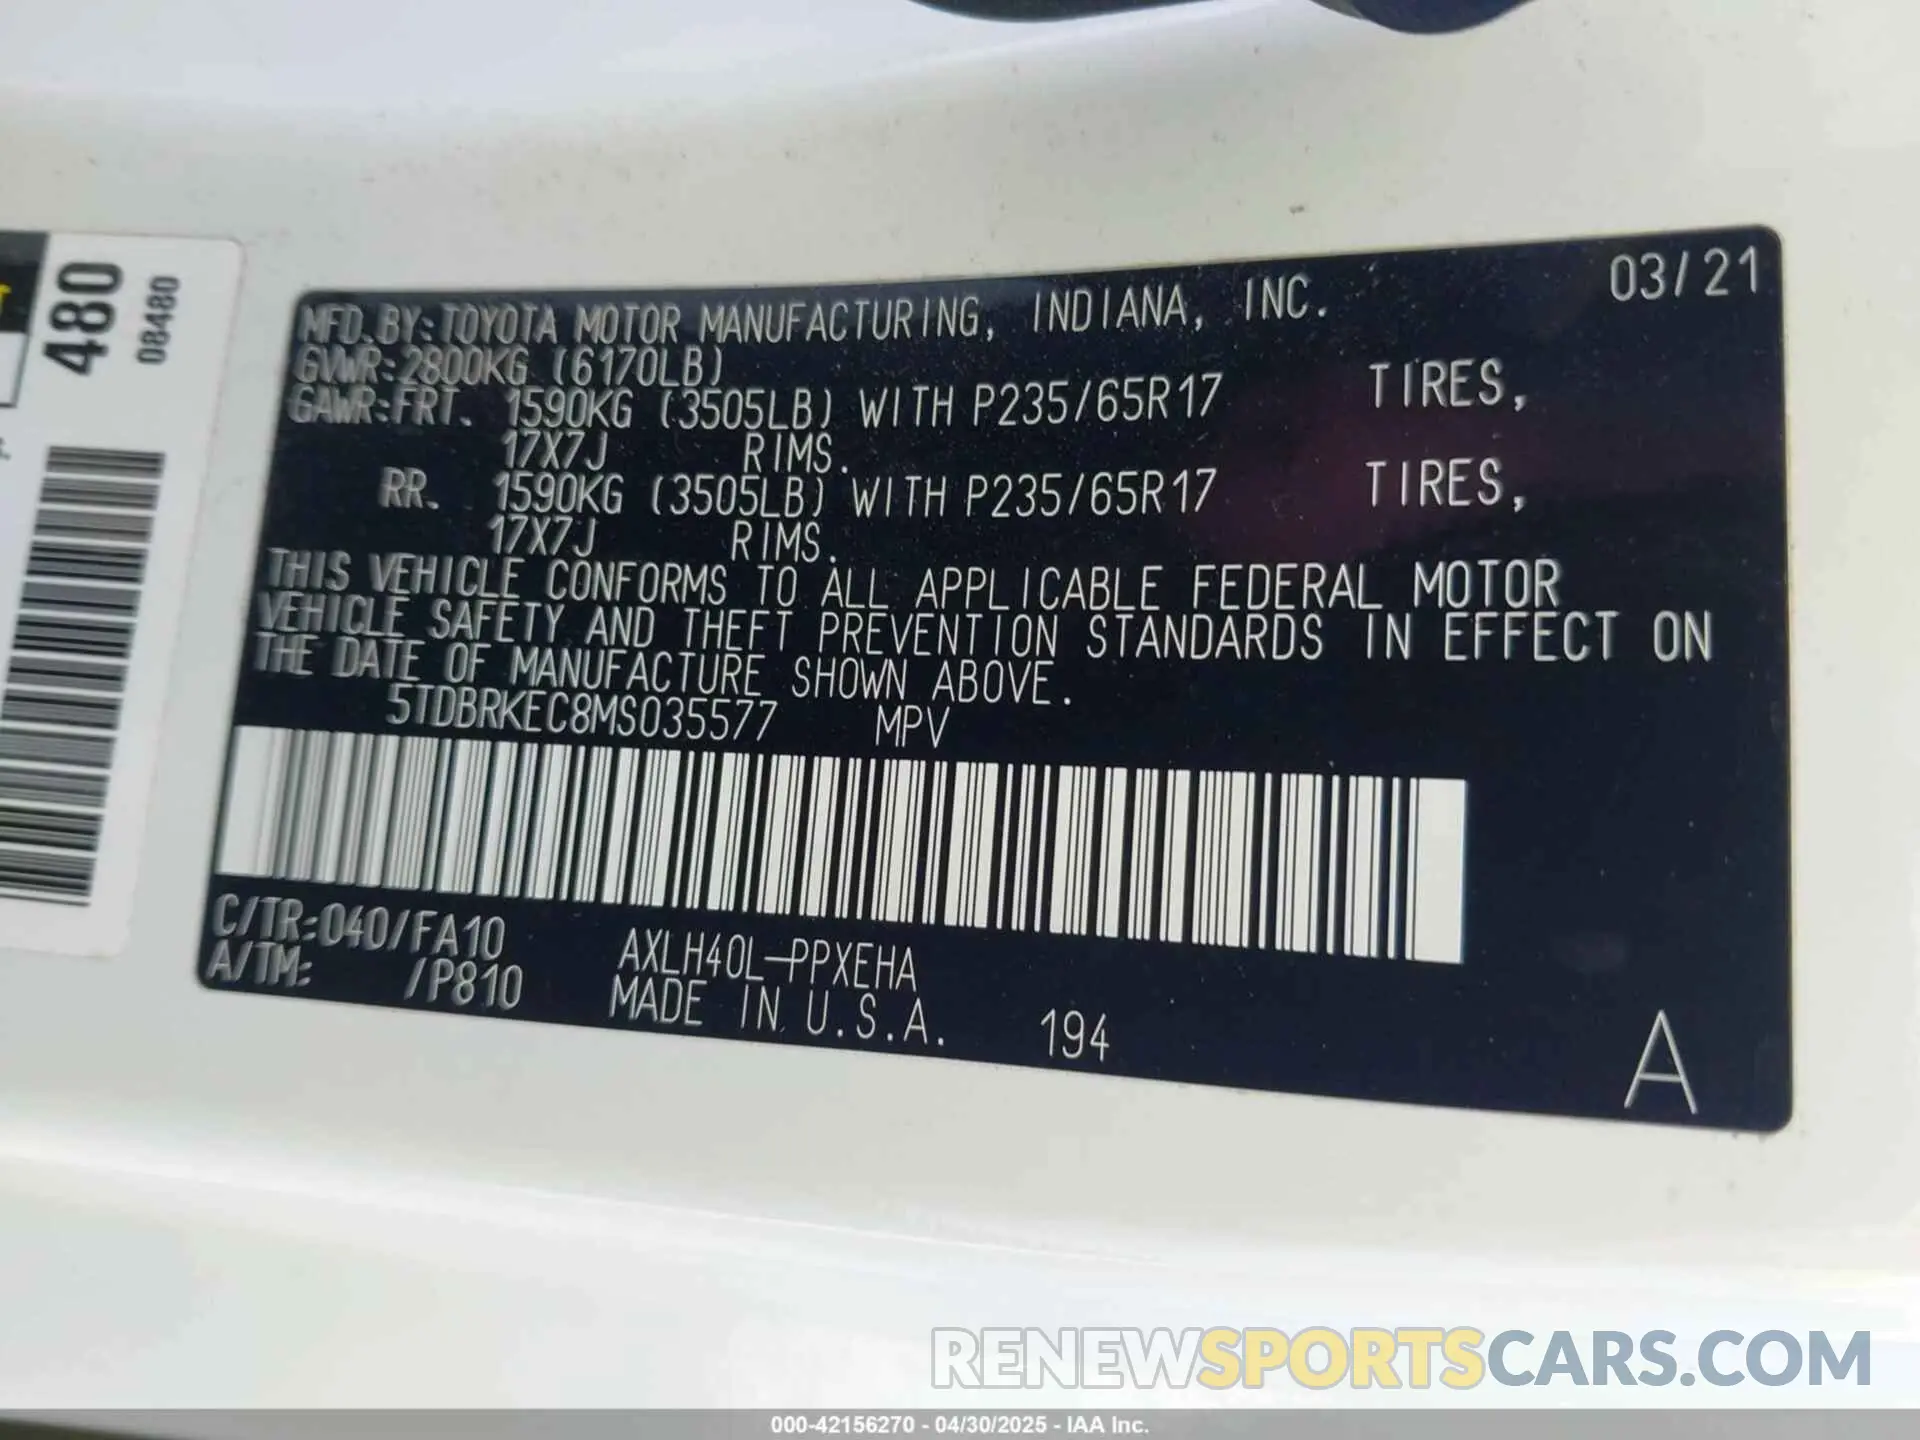 480
08480
MFD.BY:TOYOTA MOTOR MANUFACTURING, INDIANA, INC. 03/21
GVWR:2800KG (6170LB)
GAWR:FRT. 1590KG (3505LB) WITH P235/65R17 TIRES,
17X7J RIMS.
RR. 1590KG (3505LB) WITH P235/65R17 TIRES,
17X7J RIMS.
THIS VEHICLE CONFORMS TO ALL APPLICABLE FEDERAL MOTOR
VEHICLE SAFETY AND THEFT PREVENTION STANDARDS IN EFFECT ON
THE DATE OF MANUFACTURE SHOWN ABOVE.
5TDBRKEC8MS035577 MPV
C/TR:040/FA10 AXLH40L-PPXEHA
A/TM: /P810 MADE IN U.S.A. 194 A
RENEWSPORTSCARS.COM
000-42156270 - 04/30/2025 - IAA Inc.